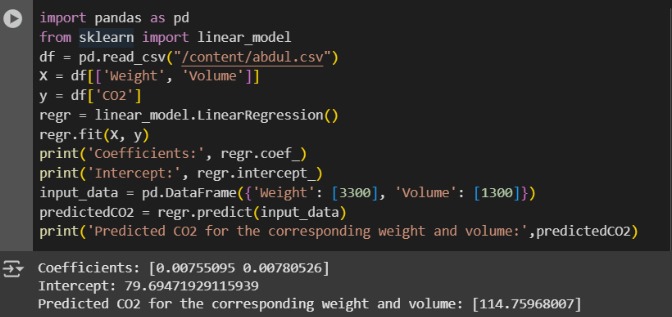 import pandas as pd
from sklearn import linear_model
df = pd.read_csv("/content/abdul.csv")
X = df[['Weight', 'Volume']]
y = df['CO2']
regr = linear_model.LinearRegression()
regr.fit(X, y)
print('Coefficients:', regr.coef_)
print('Intercept:', regr.intercept_)
input_data = pd.DataFrame({'Weight': [3300], 'Volume': [1300]})
predictedCO2 = regr.predict(input_data)
print('Predicted CO2 for the corresponding weight and volume:',predictedCO2)
Coefficients: [0.00755095 0.00780526]
Intercept: 79.69471929115939
Predicted CO2 for the corresponding weight and volume: [114.75968007]